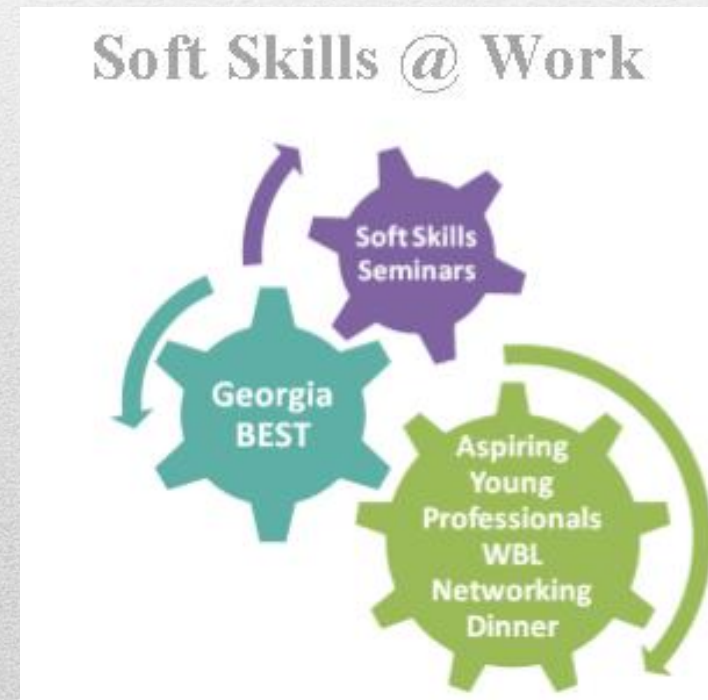 Soft Skills @ Work
Soft Skills
Seminars
Georgia
BEST
Aspiring
Young
Professionals
WBL
Networking
Dinner